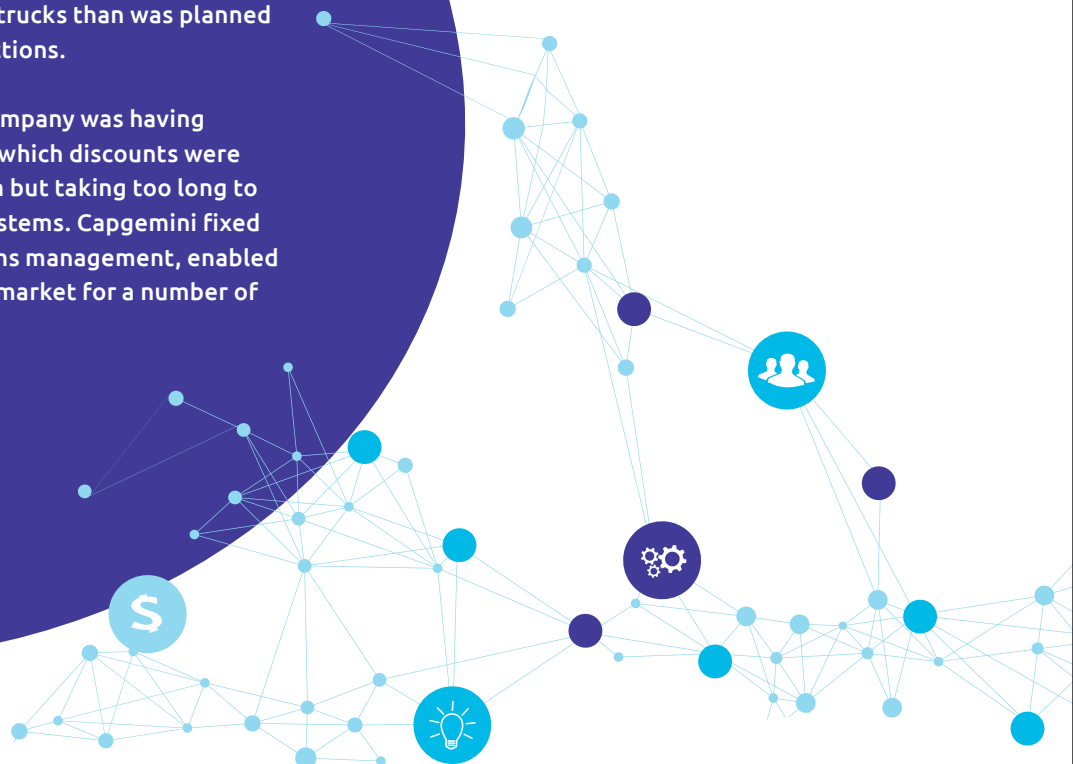 trucks than was planned
ctions.
mpany was having
which discounts were
but taking too long to
stems. Capgemini fixed
ns management, enabled
market for a number of